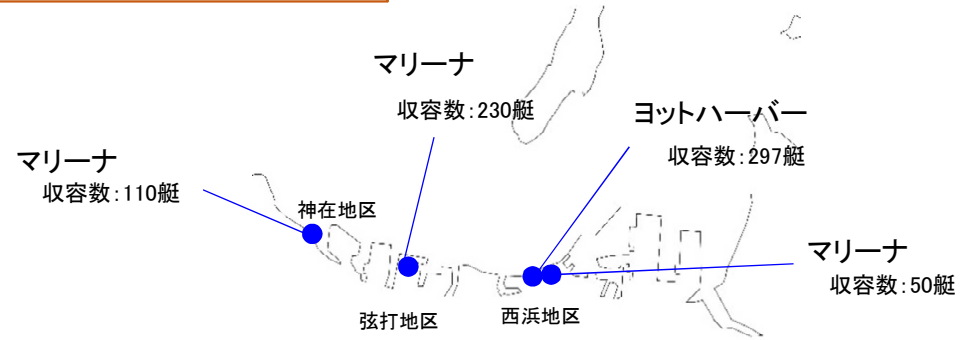 マリーナ
収容数:230艇
ヨットハーバー
収容数:297艇
マリーナ
収容数:110艇
神在地区
マリーナ
収容数:50艇
弦打地区
西浜地区